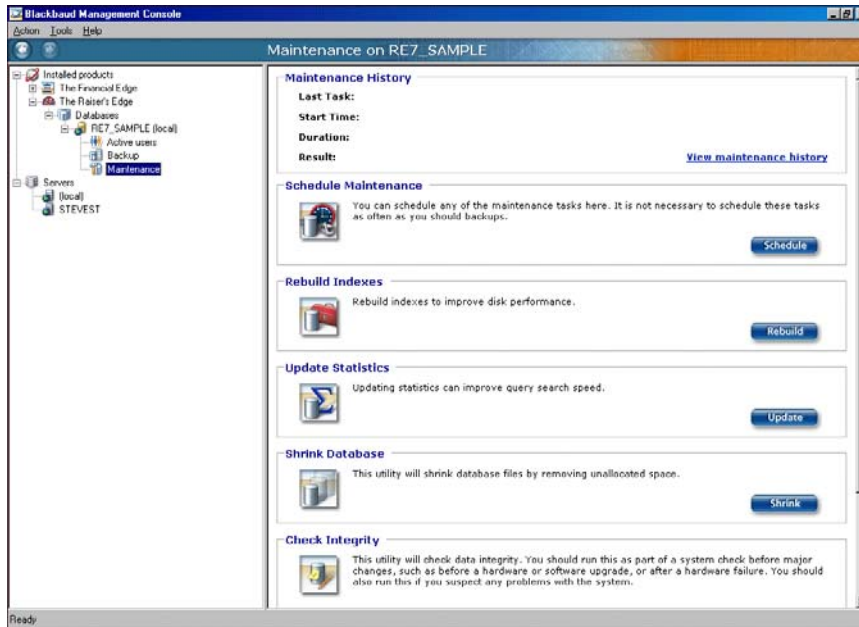 Blackbaud Management Console
Action Tools Help
Maintenance on RE7_SAMPLE
Installed products
The Financial Edge
The Raiser's Edge
Databases
RE7_SAMPLE (local)
Active users
Backup
Maintenance
Servers
(local)
STEVEST
Maintenance History
Last Task:
Start Time:
Duration:
Result:
View maintenance history
Schedule Maintenance
You can schedule any of the maintenance tasks here. It is not necessary to schedule these tasks
as often as you should backups.
Schedule
Rebuild Indexes
Rebuild indexes to improve disk performance.
Rebuild
Update Statistics
Updating statistics can improve query search speed.
Update
Shrink Database
This utility will shrink database files by removing unallocated space.
Shrink
Check Integrity
This utility will check data integrity. You should run this as part of a system check before major
changes, such as before a hardware or software upgrade, or after a hardware failure. You should
also run this if you suspect any problems with the system.
Ready